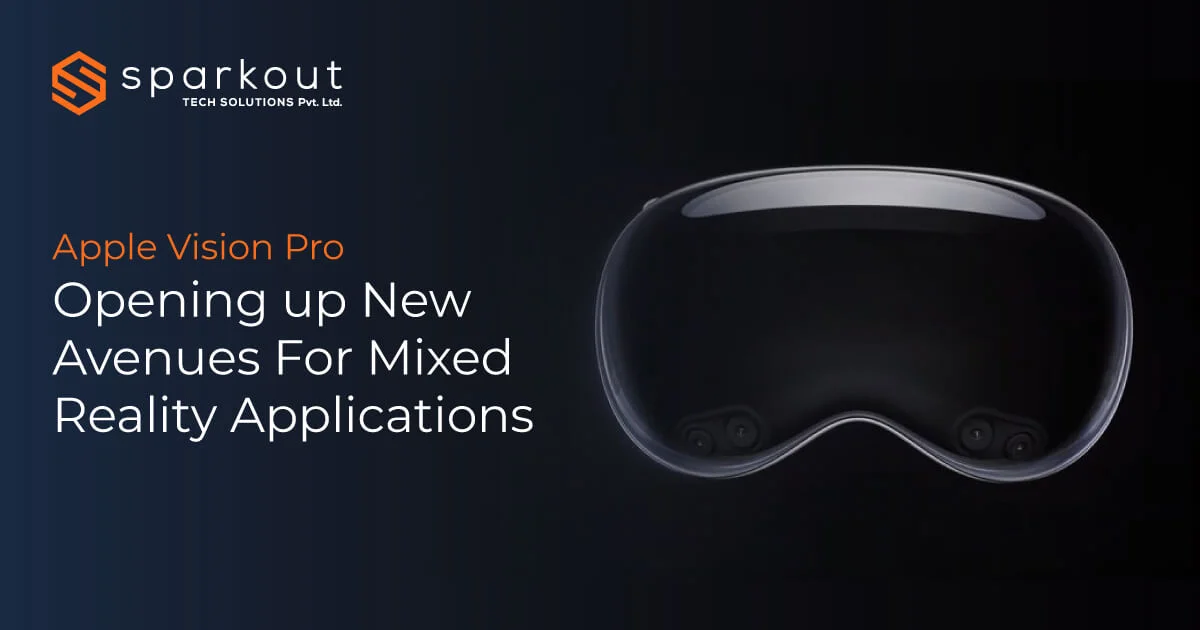 sparkout
TECH SOLUTIONS Pvt. Ltd.
Apple Vision Pro
Opening up New
Avenues For Mixed
Reality Applications